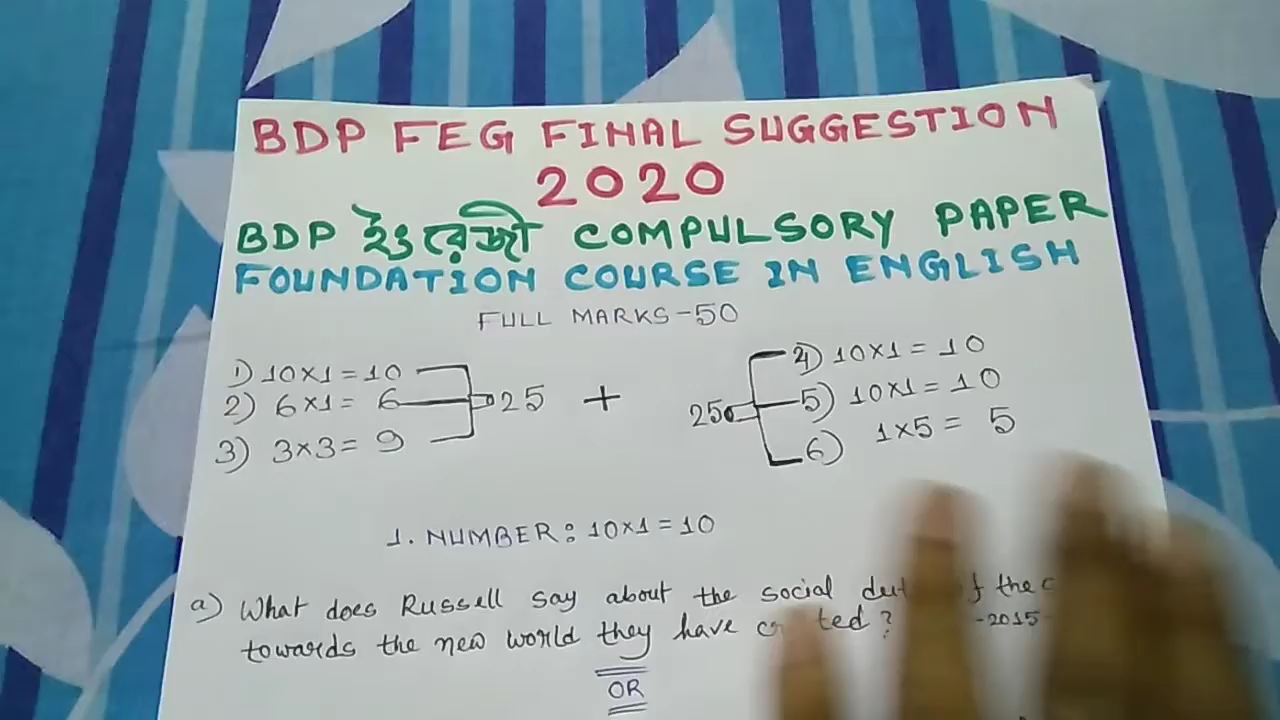 BDP FEG FINAL SUGGESTION
2020
BDP ইংরেজী COMPULSORY PAPER
FOUNDATION COURSE IN ENGLISH
FULL MARKS-50
1) 10×1=10
2) 6×1= 6
3) 3×3= 9
25 + 25
4) 10×1=10
5) 10×1=10
6) 1×5= 5
1. NUMBER: 10×1=10
a) What does Russell say about the social the
towards the new world they have ? -2015-
OR